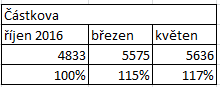 Částkova
říjen 2016 březen květen
4833 5575 5636
100% 115% 117%